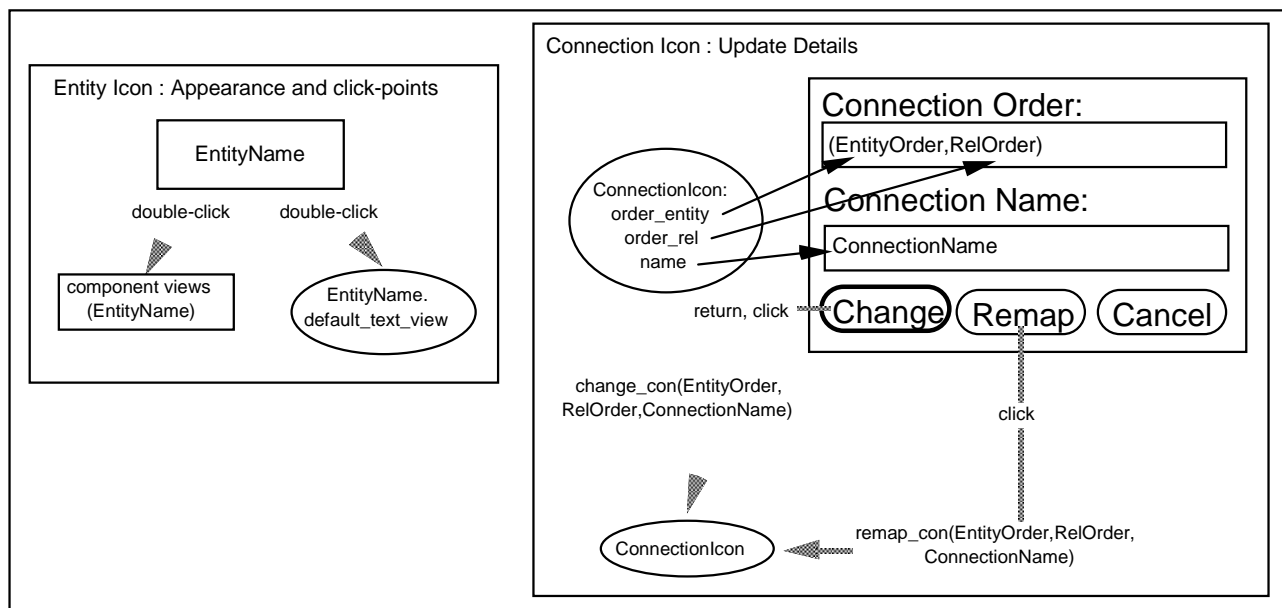 Entity Icon : Appearance and click-points
EntityName
double-click
double-click
component views
(EntityName)
EntityName.
default_text_view
Connection Icon : Update Details
Connection Order:
(EntityOrder,RelOrder)
ConnectionIcon:
order_entity
order_rel
name
Connection Name:
ConnectionName
return, click
Change
Remap
Cancel
change_con(EntityOrder,
RelOrder,ConnectionName)
click
ConnectionIcon
remap_con(EntityOrder,RelOrder,
ConnectionName)